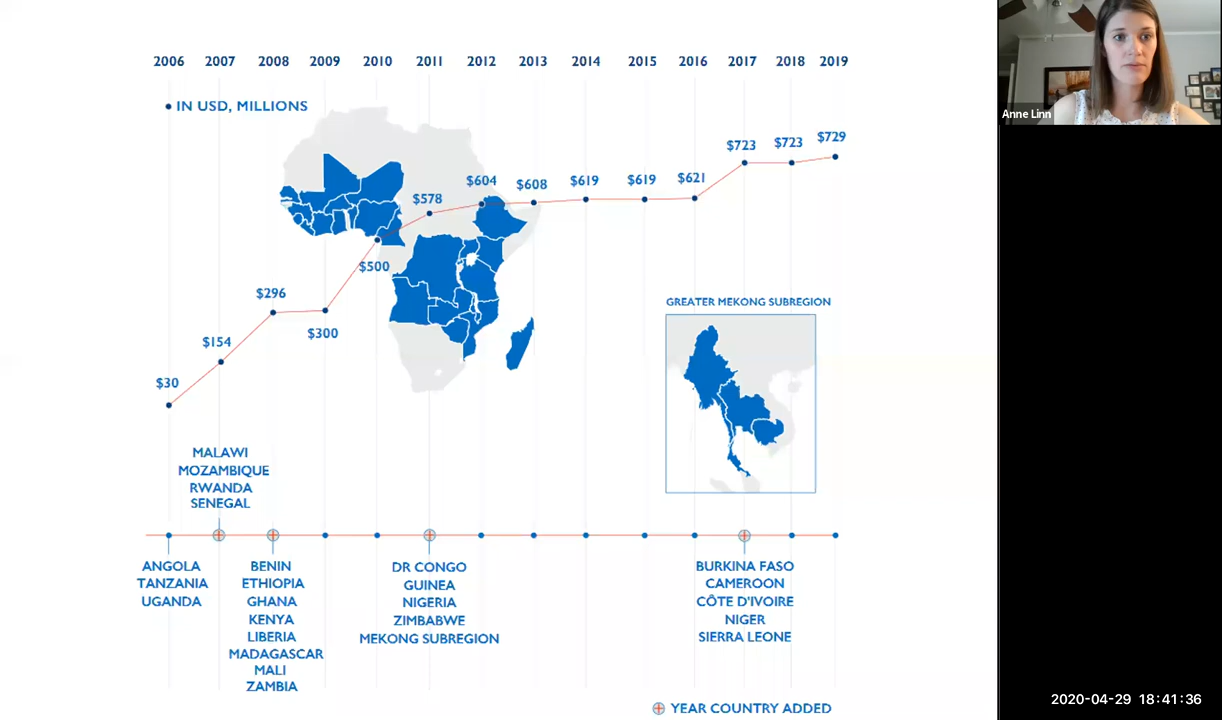 2006 2007 2008 2009 2010 2011 2012 2013 2014 2015 2016 2017 2018 2019
IN USD, MILLIONS
$30
$154
$296
$300
$500
$578
$604
$608
$619
$619
$621
$723
$723
$729
GREATER MEKONG SUBREGION
MALAWI
MOZAMBIQUE
RWANDA
SENEGAL
ANGOLA
TANZANIA
UGANDA
BENIN
ETHIOPIA
GHANA
KENYA
LIBERIA
MADAGASCAR
MALI
ZAMBIA
DR CONGO
GUINEA
NIGERIA
ZIMBABWE
MEKONG SUBREGION
BURKINA FASO
CAMEROON
CÔTE D'IVOIRE
NIGER
SIERRA LEONE
YEAR COUNTRY ADDED
Anne Linn
2020-04-29 18:41:36